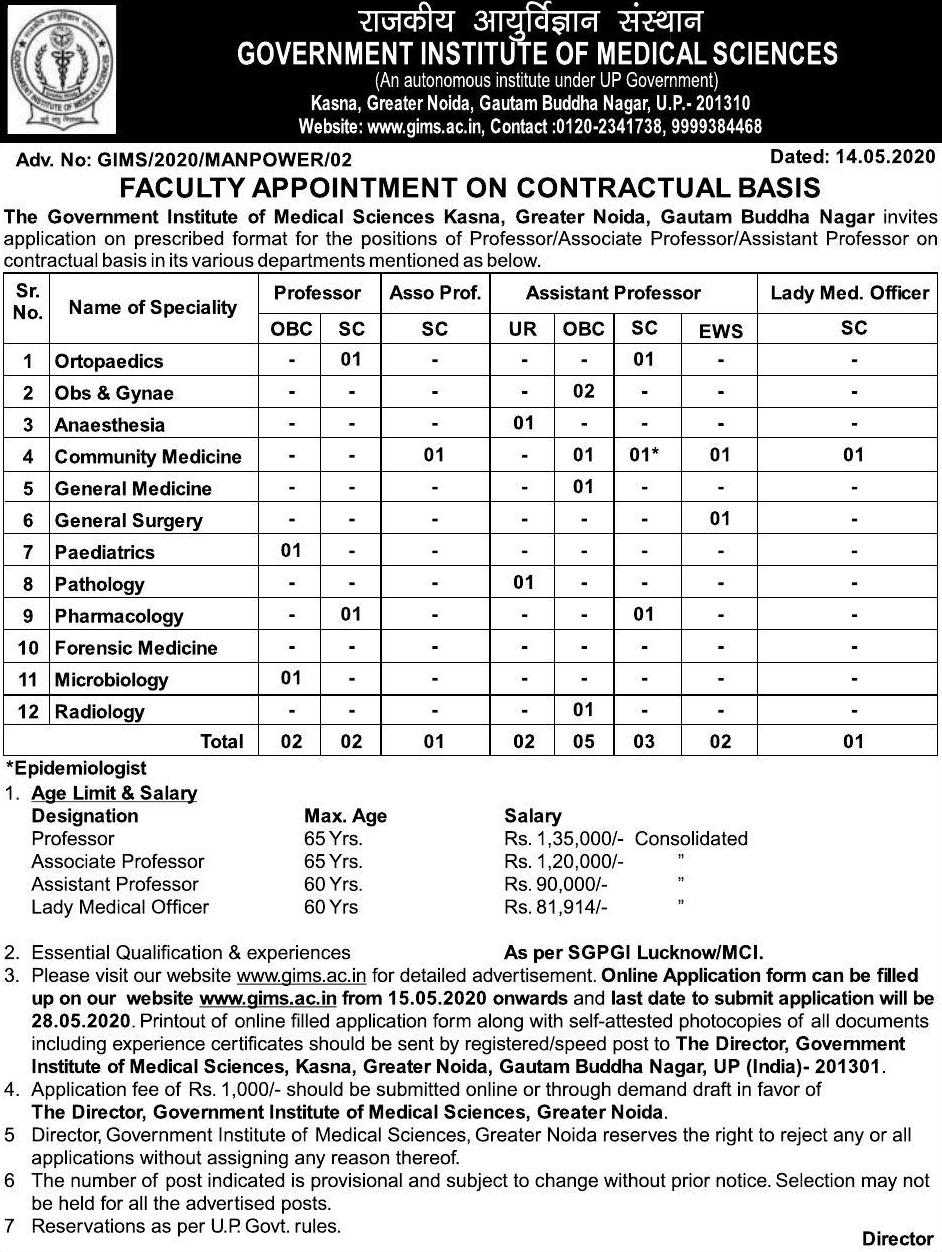 राजकीय आयुर्विज्ञान संस्थान
GOVERNMENT INSTITUTE OF MEDICAL SCIENCES
(An autonomous institute under UP Government)
Kasna, Greater Noida, Gautam Buddha Nagar, U.P.- 201310
Website: www.gims.ac.in, Contact :0120-2341738, 9999384468
Adv. No: GIMS/2020/MANPOWER/02 Dated: 14.05.2020
FACULTY APPOINTMENT ON CONTRACTUAL BASIS
The Government Institute of Medical Sciences Kasna, Greater Noida, Gautam Buddha Nagar invites
application on prescribed format for the positions of Professor/Associate Professor/Assistant Professor on
contractual basis in its various departments mentioned as below.
Sr. No. Name of Speciality Professor Asso Prof. Assistant Professor Lady Med. Officer
OBC SC SC UR OBC SC EWS SC
1 Ortopaedics - 01 - - - 01 - -
2 Obs & Gynae - - - - 02 - - -
3 Anaesthesia - - - 01 - - - -
4 Community Medicine - - 01 - 01 01* 01 01
5 General Medicine - - - - 01 - - -
6 General Surgery - - - - - - 01 -
7 Paediatrics 01 - - - - - - -
8 Pathology - - - 01 - - - -
9 Pharmacology - 01 - - - 01 - -
10 Forensic Medicine - - - - - - - -
11 Microbiology 01 - - - - - - -
12 Radiology - - - - 01 - - -
Total 02 02 01 02 05 03 02 01
*Epidemiologist
1. Age Limit & Salary
Designation Max. Age Salary
Professor 65 Yrs. Rs. 1,35,000/- Consolidated
Associate Professor 65 Yrs. Rs. 1,20,000/- ”
Assistant Professor 60 Yrs. Rs. 90,000/- ”
Lady Medical Officer 60 Yrs Rs. 81,914/- ”
2. Essential Qualification & experiences As per SGPGI Lucknow/MCI.
3. Please visit our website www.gims.ac.in for detailed advertisement. Online Application form can be filled
up on our website www.gims.ac.in from 15.05.2020 onwards and last date to submit application will be
28.05.2020. Printout of online filled application form along with self-attested photocopies of all documents
including experience certificates should be sent by registered/speed post to The Director, Government
Institute of Medical Sciences, Kasna, Greater Noida, Gautam Buddha Nagar, UP (India)- 201301.
4. Application fee of Rs. 1,000/- should be submitted online or through demand draft in favor of
The Director, Government Institute of Medical Sciences, Greater Noida.
5 Director, Government Institute of Medical Sciences, Greater Noida reserves the right to reject any or all
applications without assigning any reason thereof.
6 The number of post indicated is provisional and subject to change without prior notice. Selection may not
be held for all the advertised posts.
7 Reservations as per U.P. Govt. rules.
Director